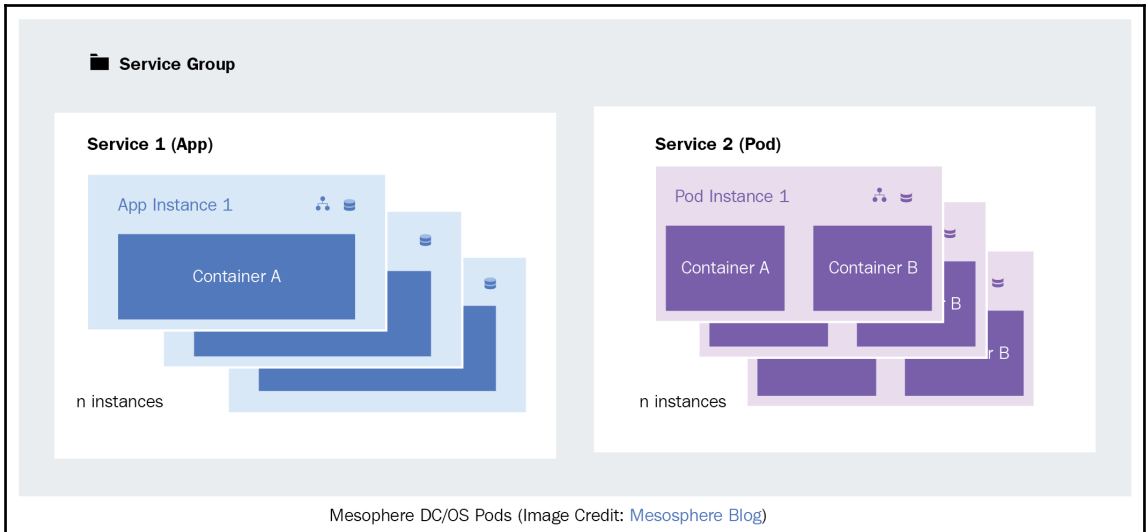 Service Group
Service 1 (App)
App Instance 1
Container A
n instances
Service 2 (Pod)
Pod Instance 1
Container A
Container B
B
r B
n instances
Mesophere DC/OS Pods (Image Credit: Mesosphere Blog)